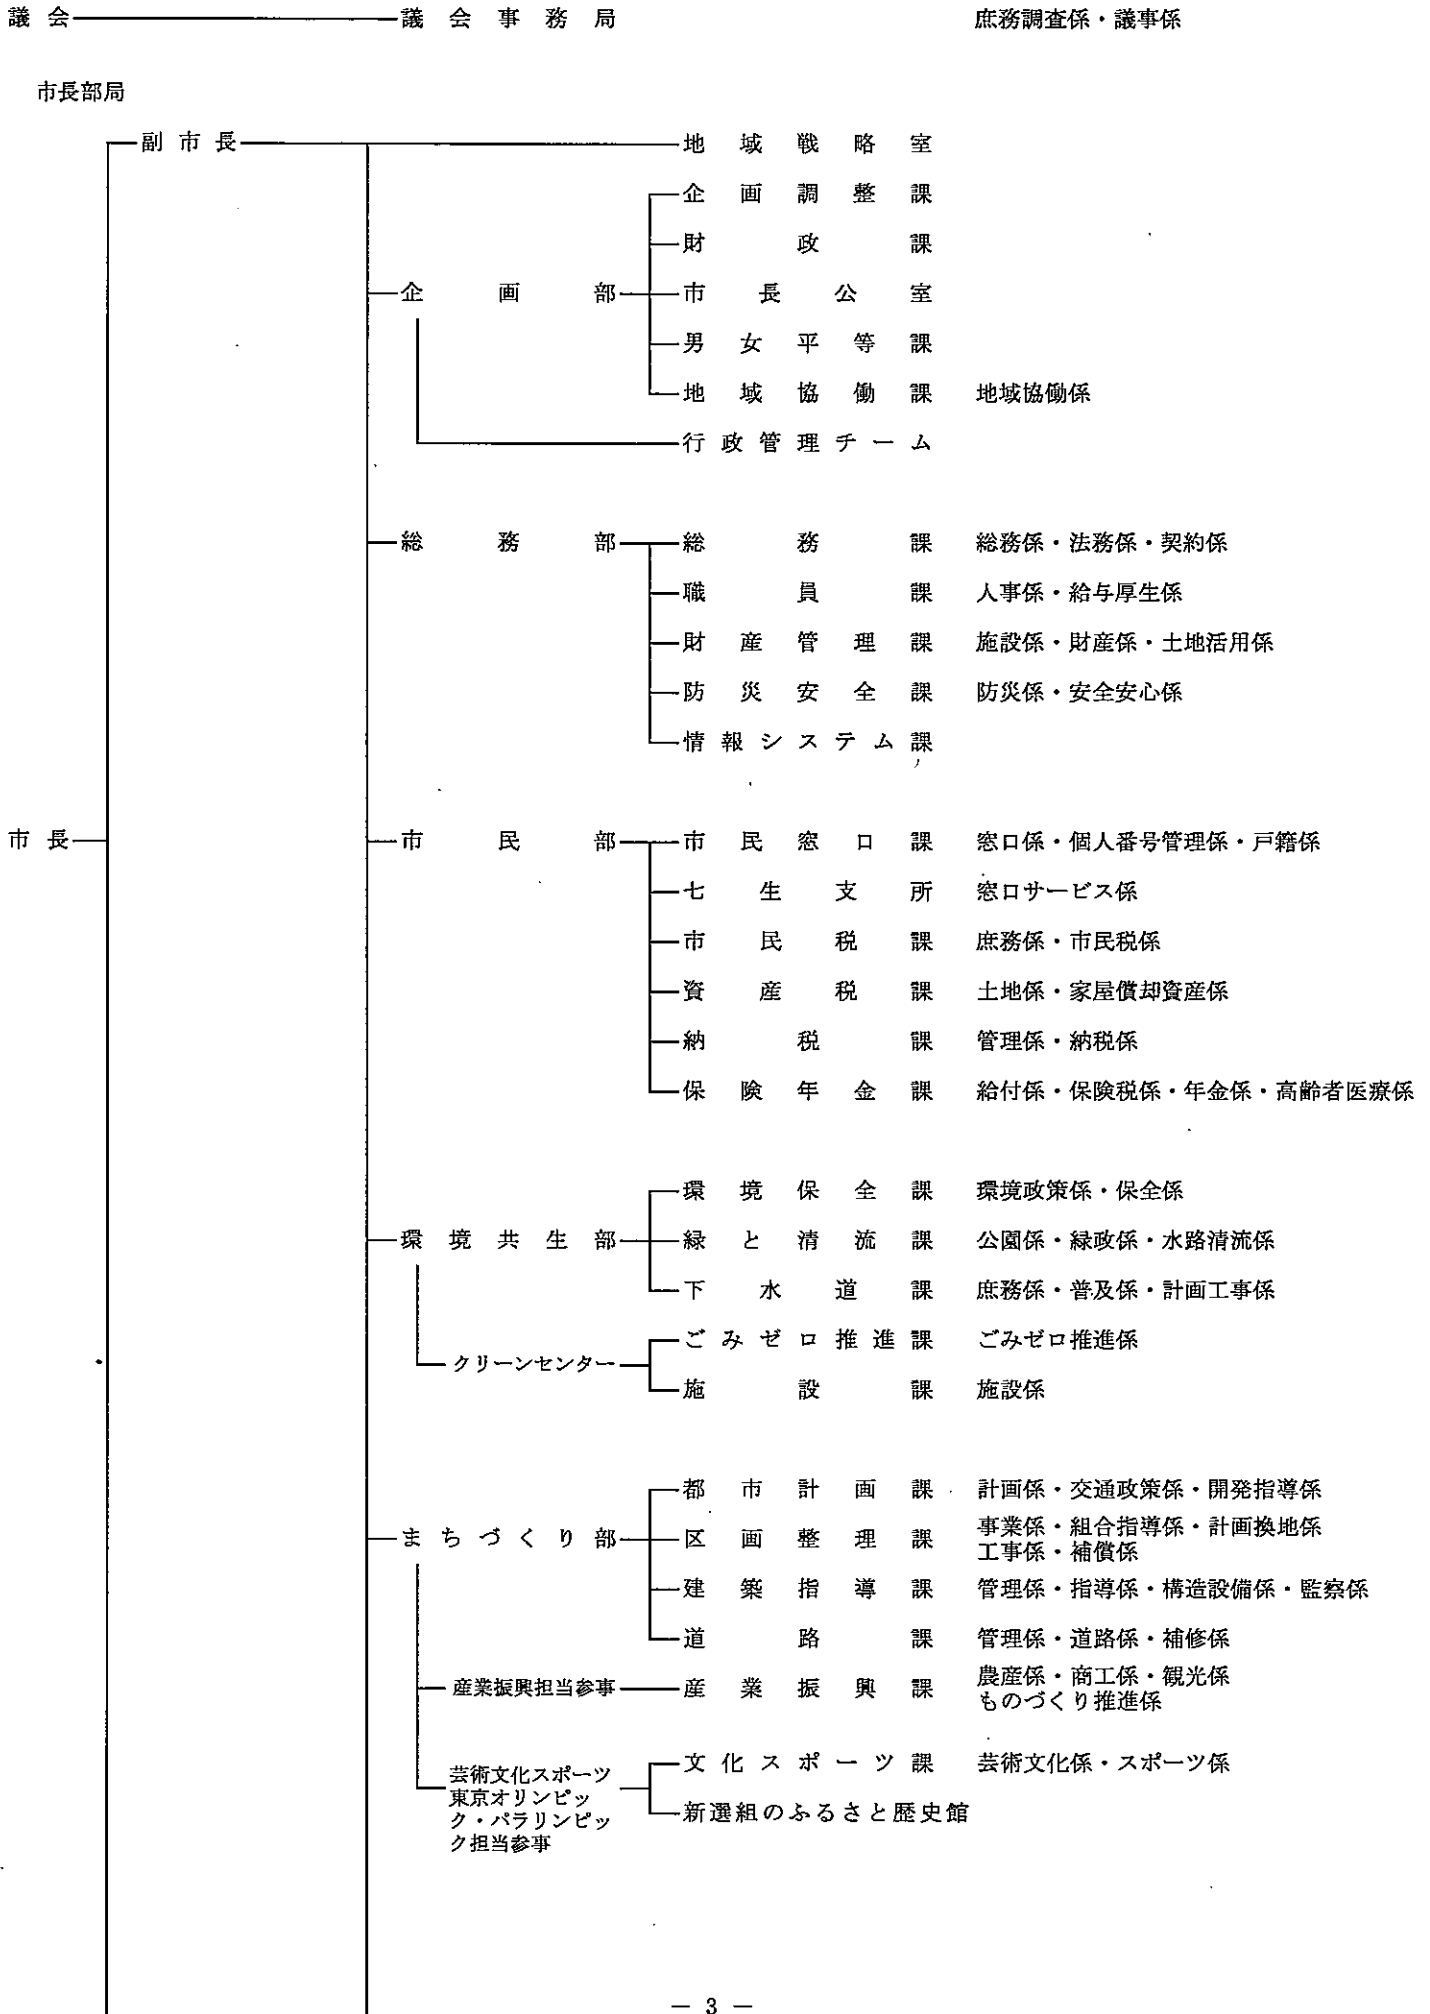 議会 議会事務局 庶務調査係・議事係
市長部局
副市長 地域戦略室
企画調整課
財政課
企画部 市長公室
男女平等課
地域協働課 地域協働係
行政管理チーム
総務部 総務課 総務係・法務係・契約係
職員課 人事係・給与厚生係
財産管理課 施設係・財産係・土地活用係
防災安全課 防災係・安全安心係
情報システム課
市長 市民部 市民窓口課 窓口係・個人番号管理係・戸籍係
七生支所 窓口サービス係
市民税課 庶務係・市民税係
資産税課 土地係・家屋償却資産係
納税課 管理係・納税係
保険年金課 給付係・保険税係・年金係・高齢者医療係
環境保全課 環境政策係・保全係
環境共生部 緑と清流課 公園係・緑政係・水路清流係
下水道課 庶務係・普及係・計画工事係
ごみゼロ推進課 ごみゼロ推進係
クリーンセンター
施設課 施設係
都市計画課 計画係・交通政策係・開発指導係
まちづくり部 区画整理課 事業係・組合指導係・計画換地係
工事係・補償係
建築指導課 管理係・指導係・構造設備係・監察係
道路課 管理係・道路係・補修係
産業振興担当参事 産業振興課 農産係・商工係・観光係
ものづくり推進係
文化スポーツ課 芸術文化係・スポーツ係
芸術文化スポーツ
東京オリンピッ
ク・パラリンピッ
ク担当参事
新選組のふるさと歴史館
— 3 —